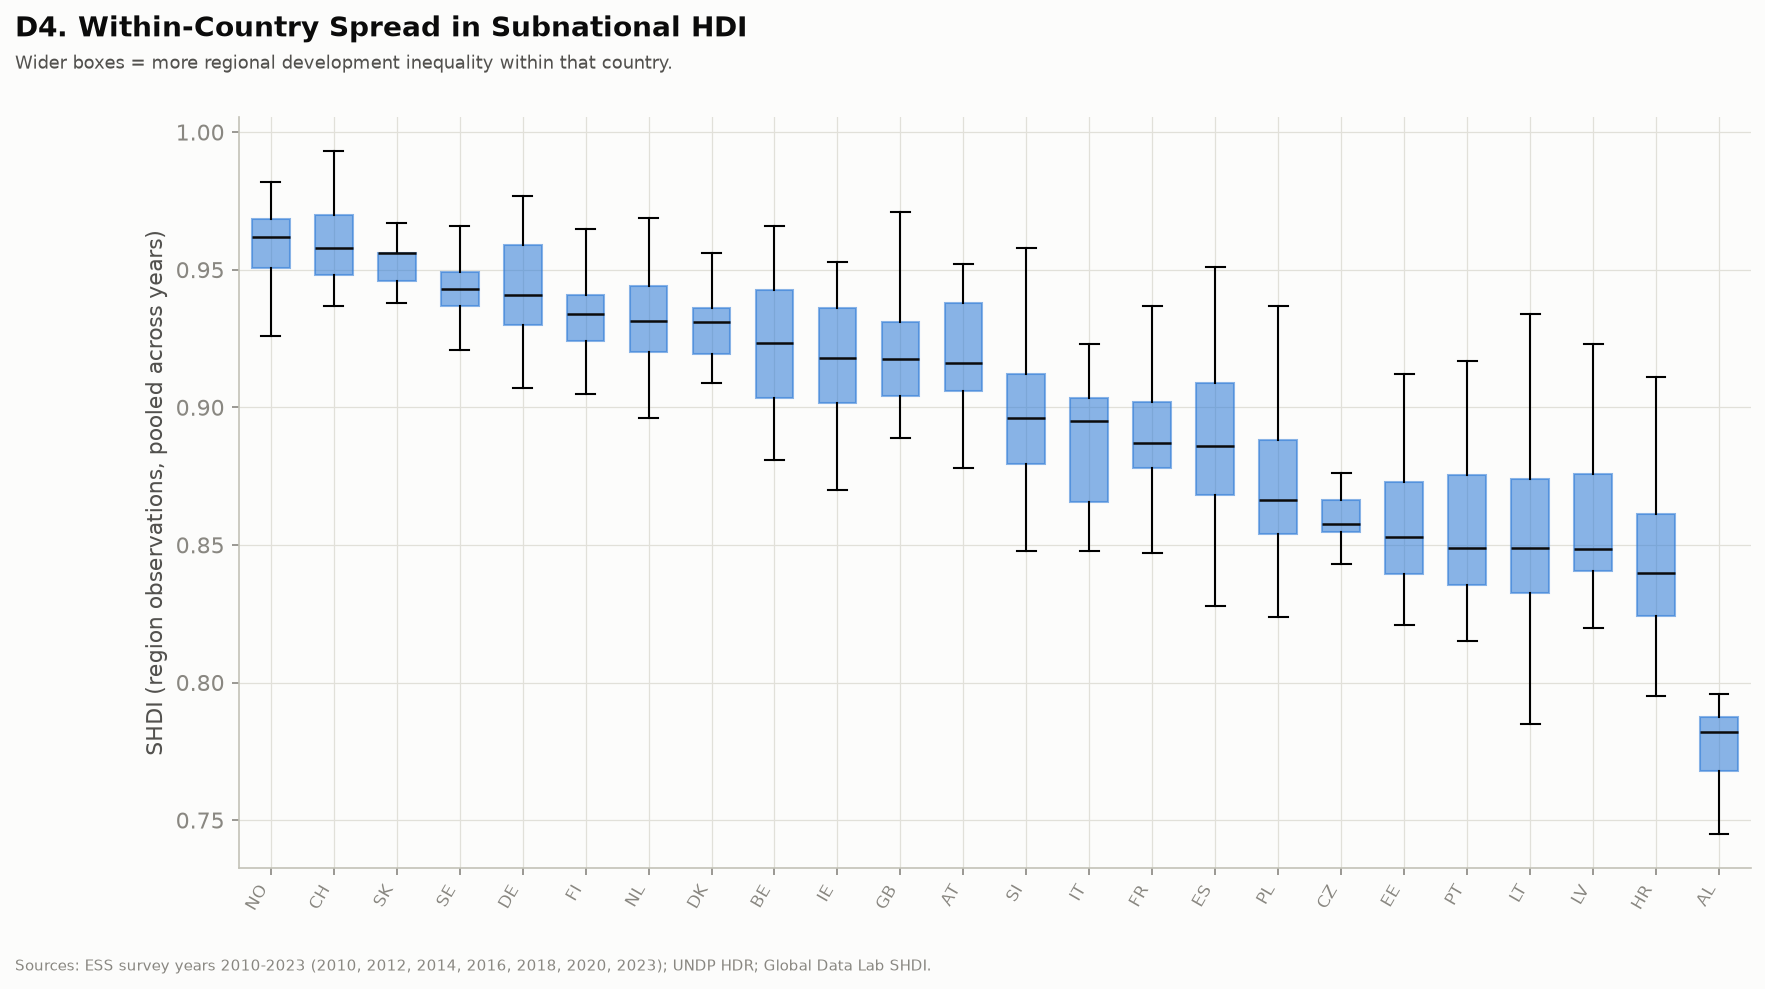 D4. Within-Country Spread in Subnational HDI
Wider boxes = more regional development inequality within that country.
SHDI (region observations, pooled across years)
1.00
0.95
0.90
0.85
0.80
0.75
NO CH SK SE DE FI NL DK BE IE GB AT SI IT FR ES PL CZ EE PT LT LV HR AL
Sources: ESS survey years 2010-2023 (2010, 2012, 2014, 2016, 2018, 2020, 2023); UNDP HDR; Global Data Lab SHDI.